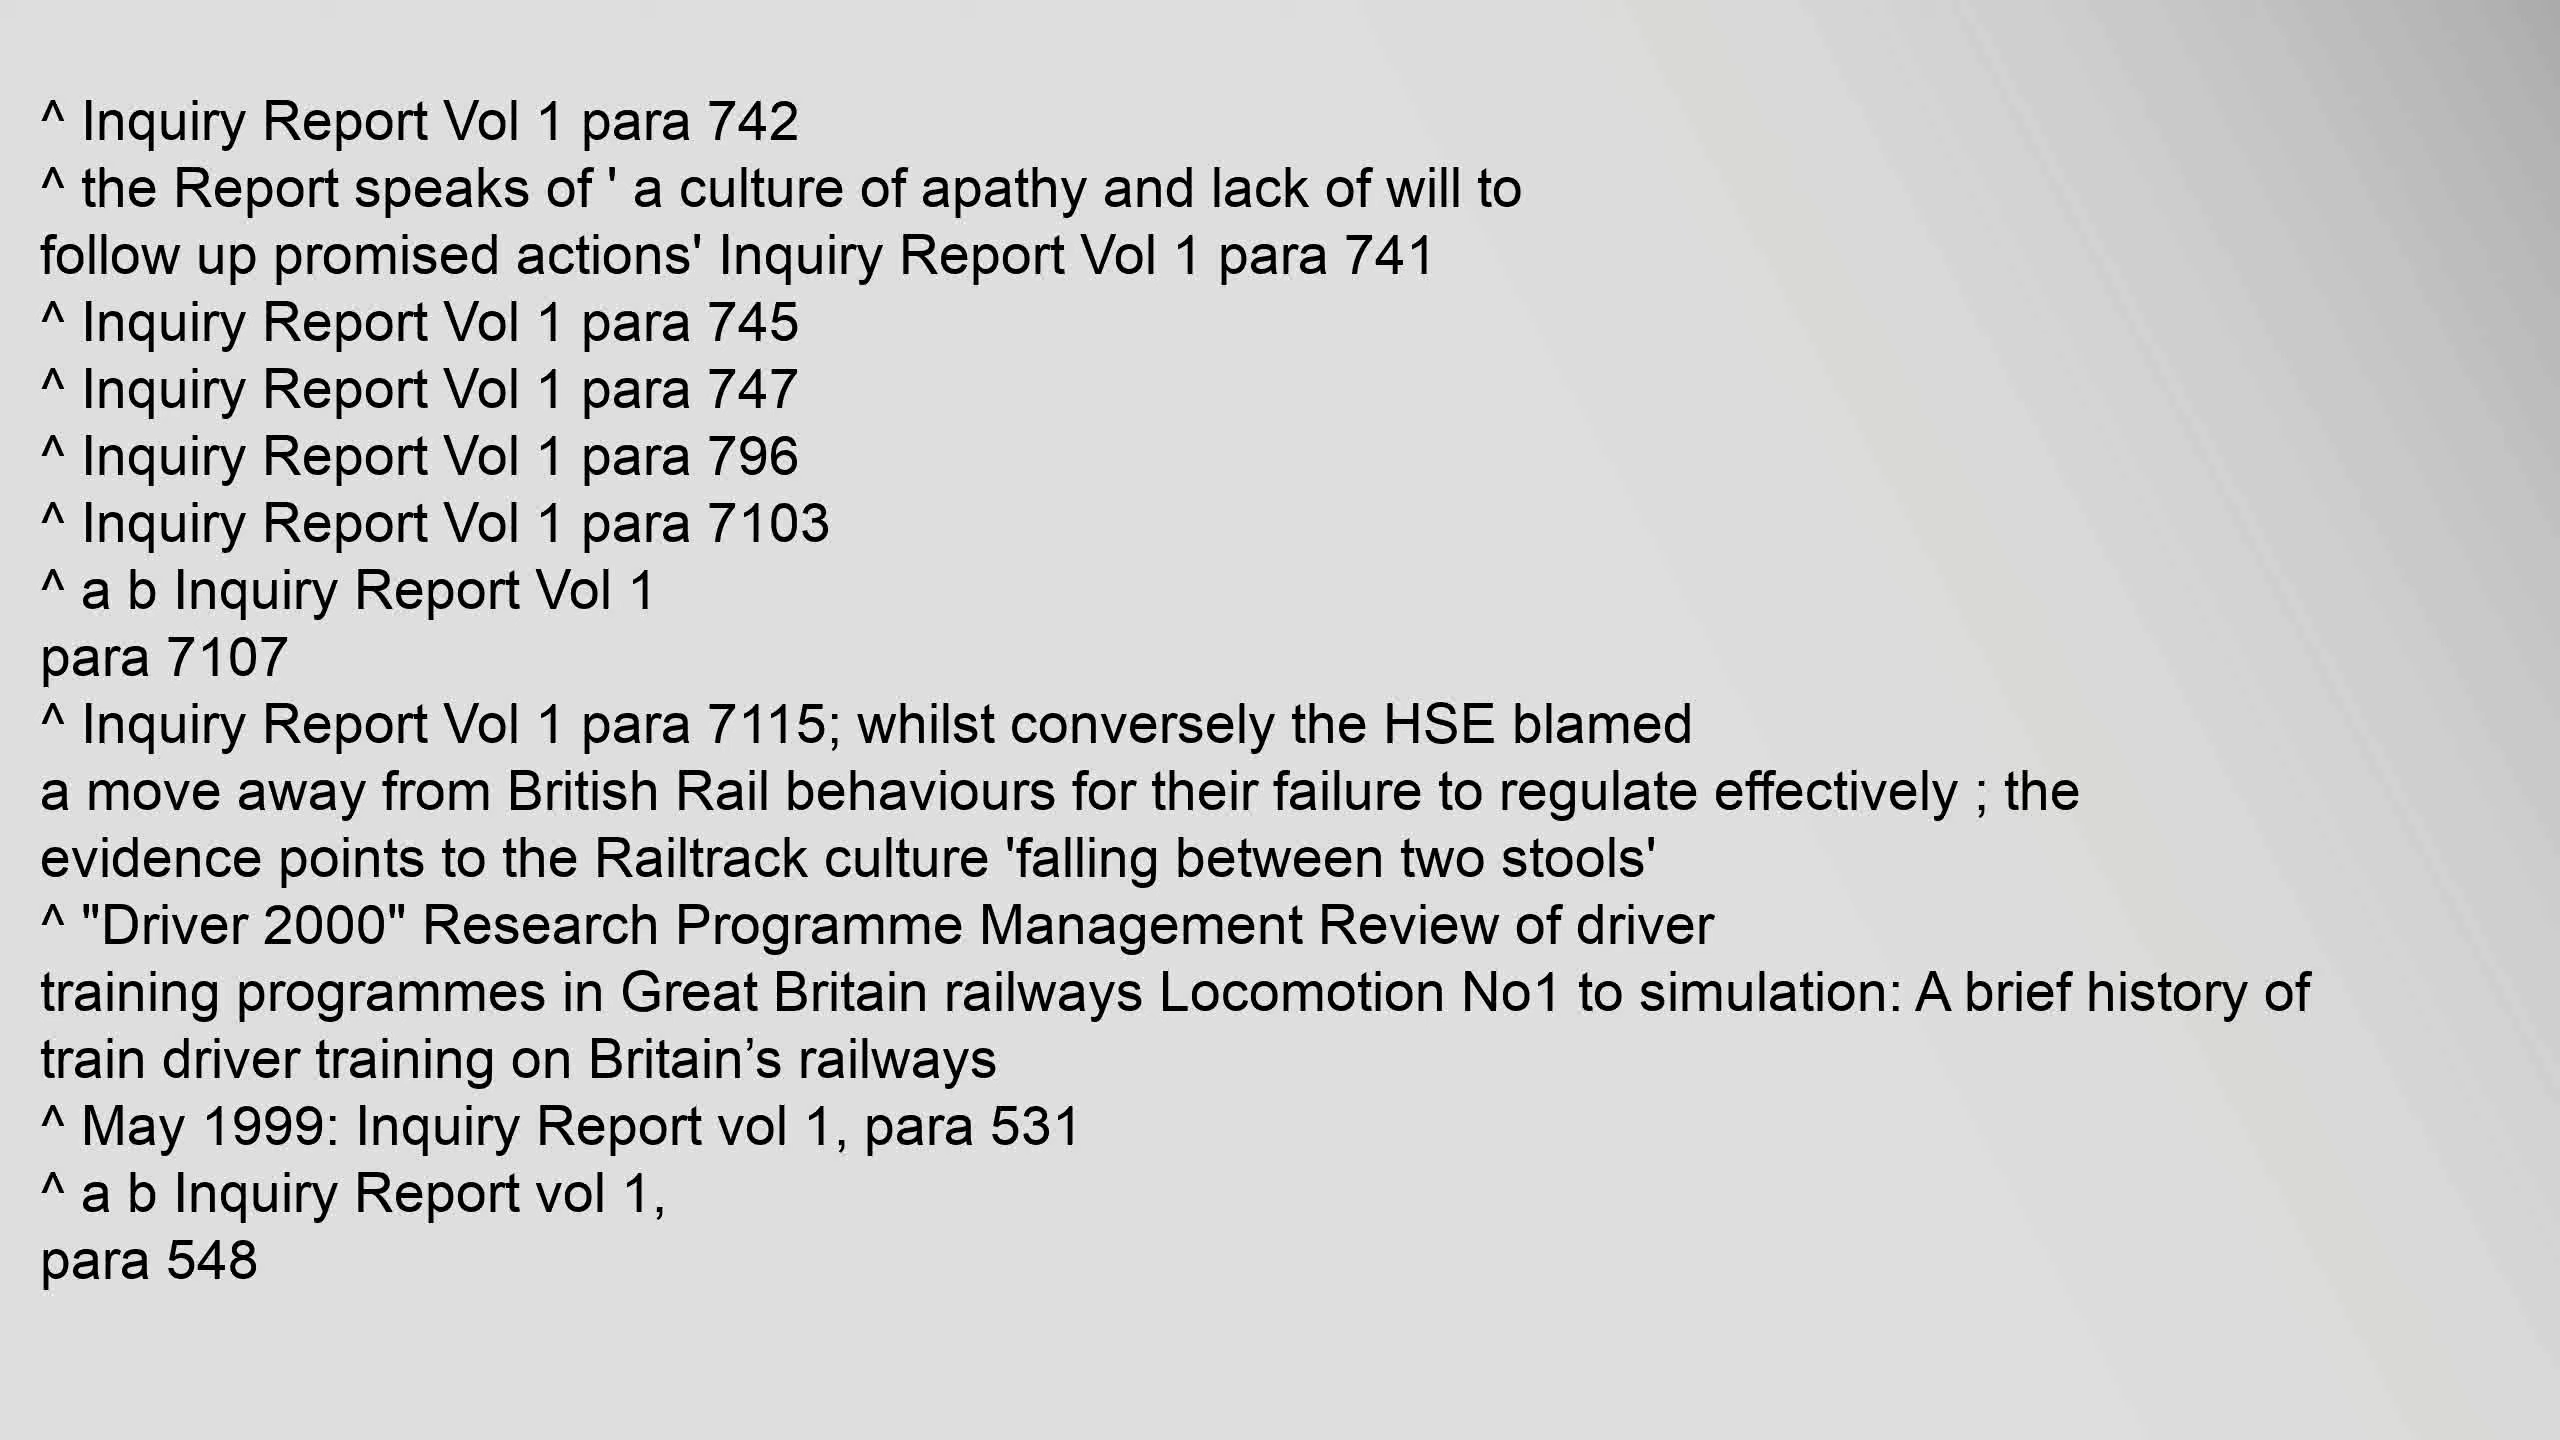 ^ Inquiry Report Vol 1 para 742
^ the Report speaks of ' a culture of apathy and lack of will to
follow up promised actions' Inquiry Report Vol 1 para 741
^ Inquiry Report Vol 1 para 745
^ Inquiry Report Vol 1 para 747
^ Inquiry Report Vol 1 para 796
^ Inquiry Report Vol 1 para 7103
^ a b Inquiry Report Vol 1
para 7107
^ Inquiry Report Vol 1 para 7115; whilst conversely the HSE blamed
a move away from British Rail behaviours for their failure to regulate effectively ; the
evidence points to the Railtrack culture 'falling between two stools'
^ "Driver 2000" Research Programme Management Review of driver
training programmes in Great Britain railways Locomotion No1 to simulation: A brief history of
train driver training on Britain’s railways
^ May 1999: Inquiry Report vol 1, para 531
^ a b Inquiry Report vol 1,
para 548